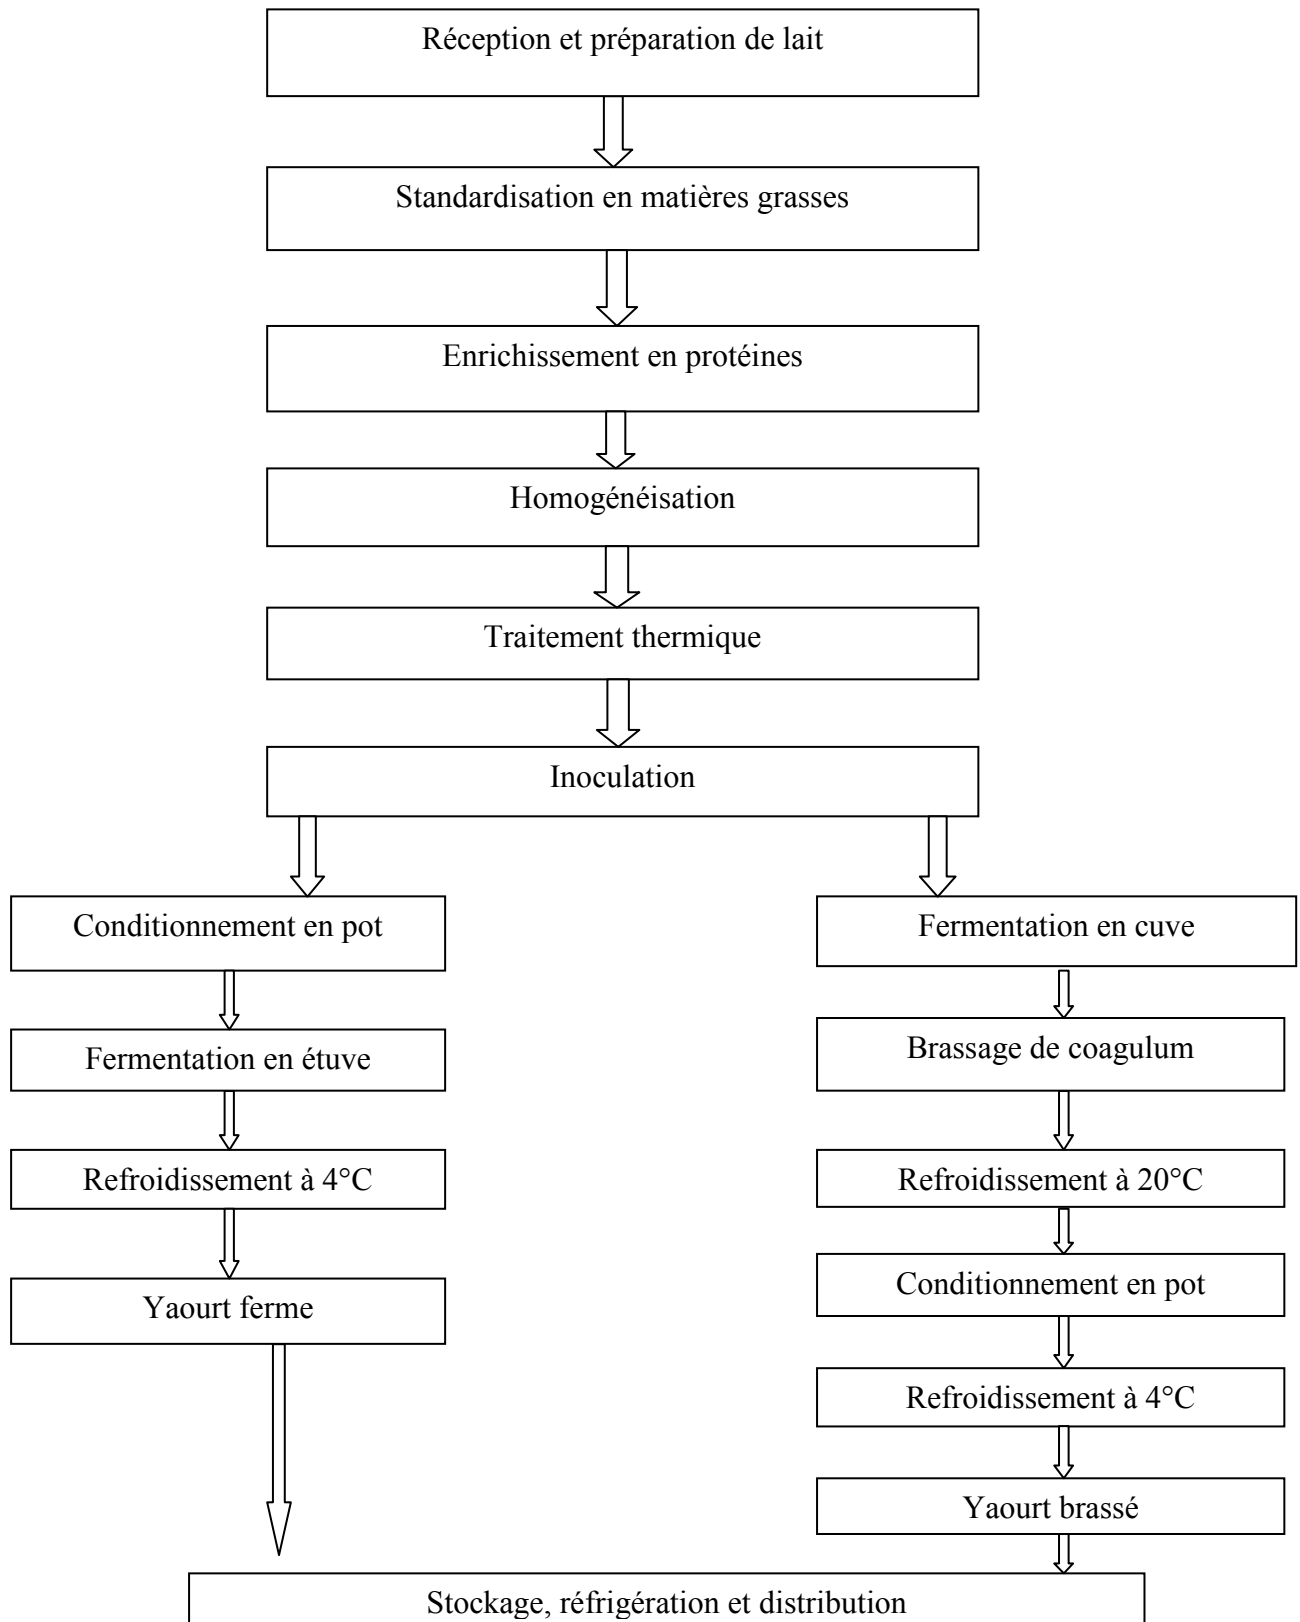 Réception et préparation de lait
Standardisation en matières grasses
Enrichissement en protéines
Homogénéisation
Traitement thermique
Inoculation
Conditionnement en pot
Fermentation en étuve
Refroidissement à 4°C
Yaourt ferme
Fermentation en cuve
Brassage de coagulum
Refroidissement à 20°C
Conditionnement en pot
Refroidissement à 4°C
Yaourt brassé
Stockage, réfrigération et distribution